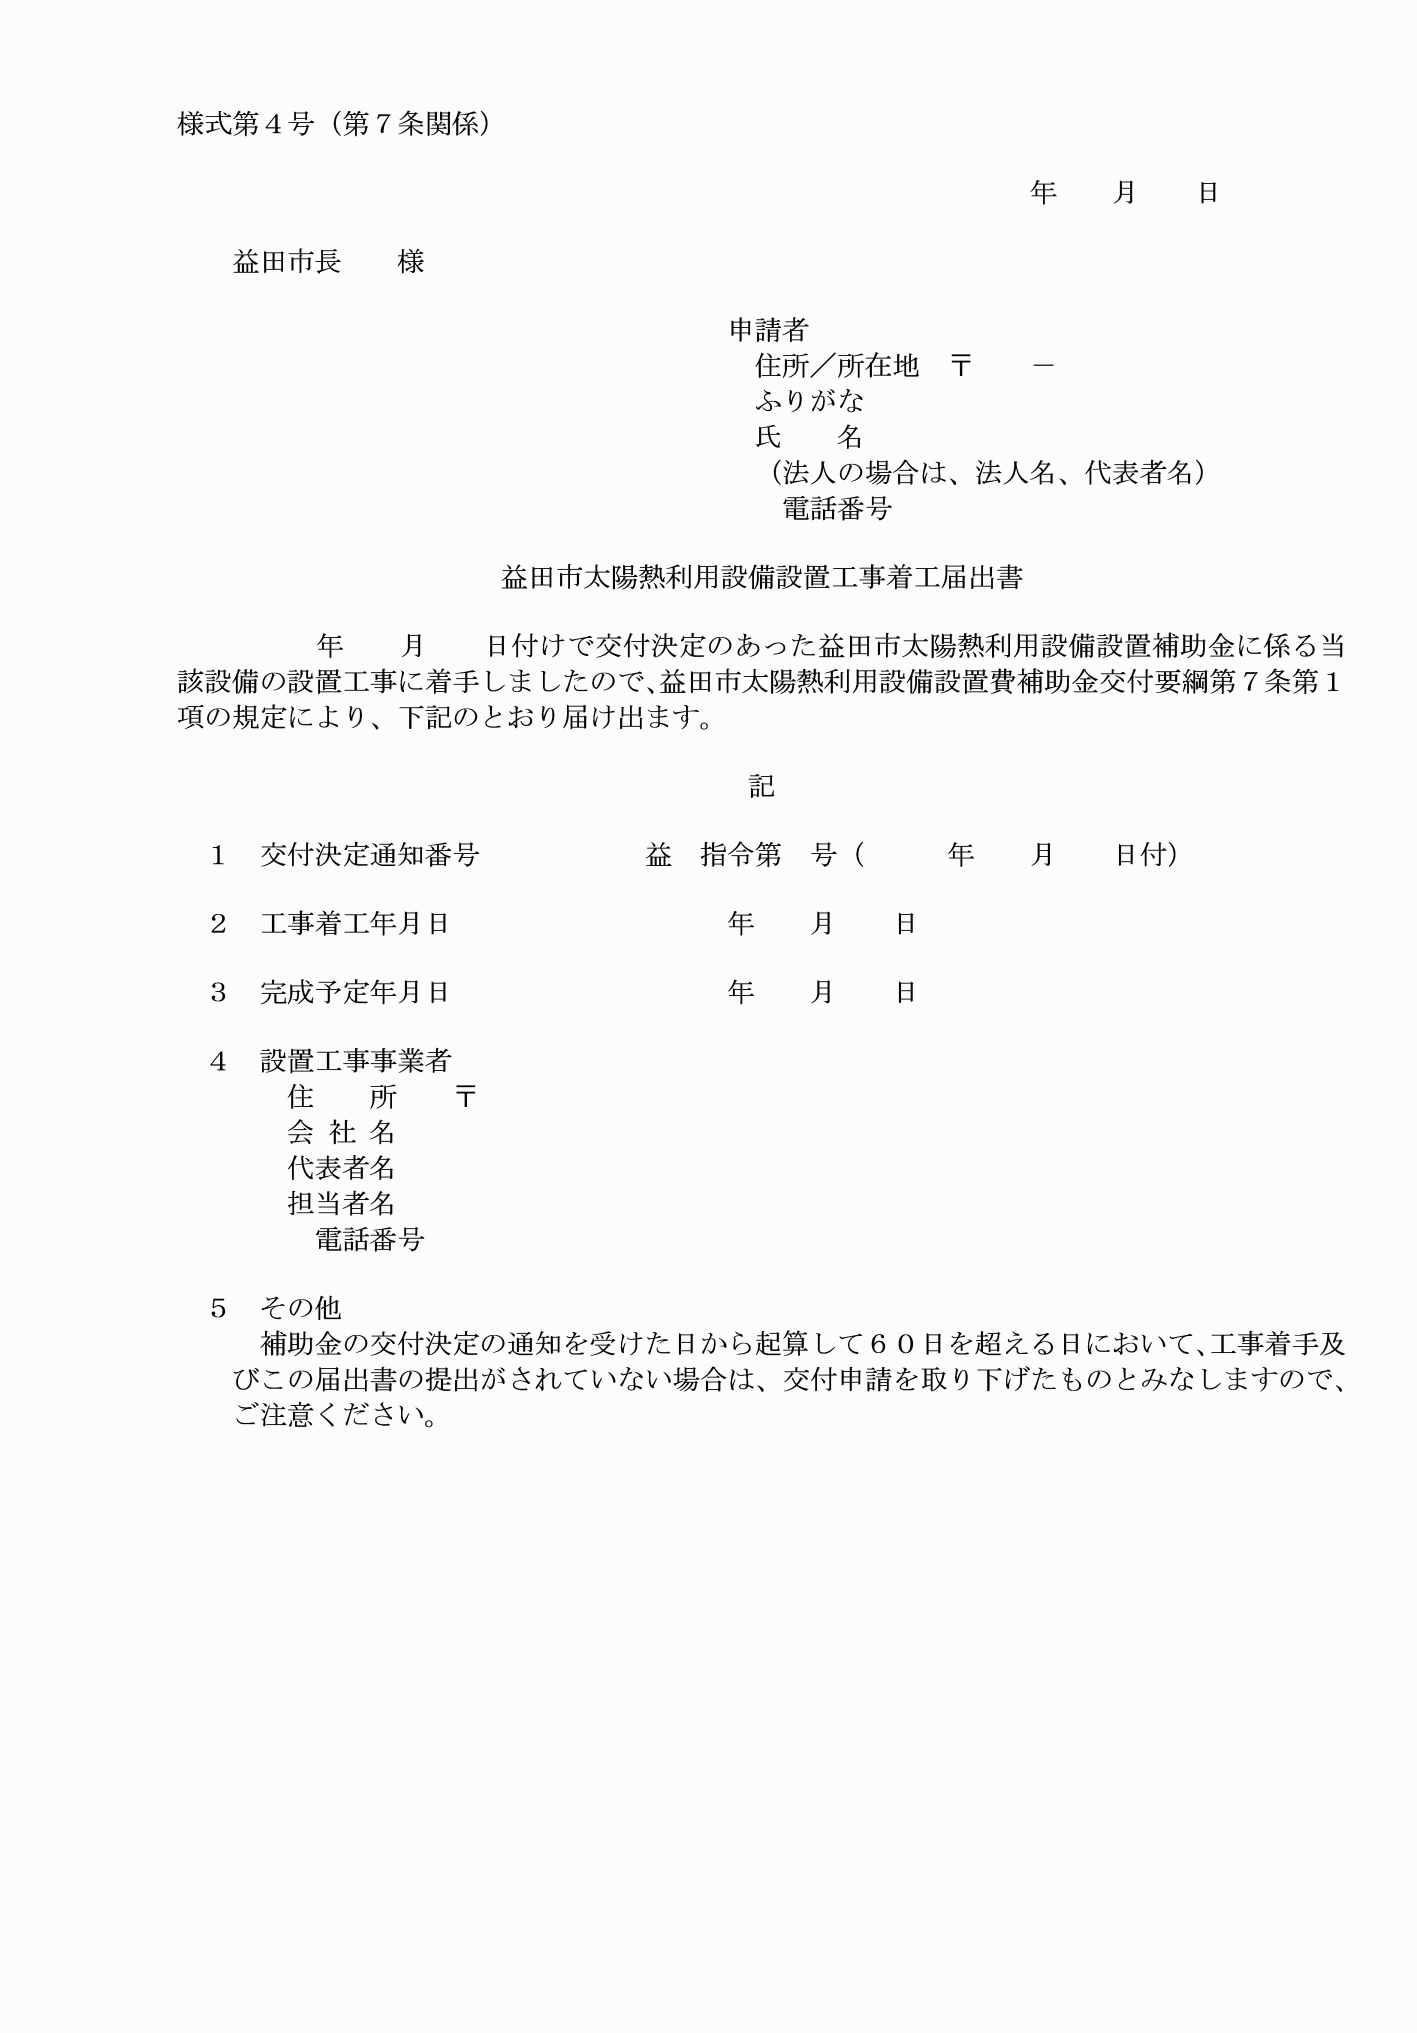 様式第４号（第７条関係）
年　　月　　日
益田市長　　様
申請者
住所／所在地　〒　　－
ふりがな
氏　　名
（法人の場合は、法人名、代表者名）
電話番号
益田市太陽熱利用設備設置工事着工届出書
年　　月　　日付けで交付決定のあった益田市太陽熱利用設備設置補助金に係る当
該設備の設置工事に着手しましたので、益田市太陽熱利用設備設置費補助金交付要綱第７条第１
項の規定により、下記のとおり届け出ます。
記
１　交付決定通知番号　　　　　　益　指令第　号（　　　年　　月　　日付）
２　工事着工年月日　　　　　　　　　　年　　月　　日
３　完成予定年月日　　　　　　　　　　年　　月　　日
４　設置工事事業者
住　　所　　〒
会 社 名
代表者名
担当者名
電話番号
５　その他
補助金の交付決定の通知を受けた日から起算して６０日を超える日において、工事着手及
びこの届出書の提出がされていない場合は、交付申請を取り下げたものとみなしますので、
ご注意ください。